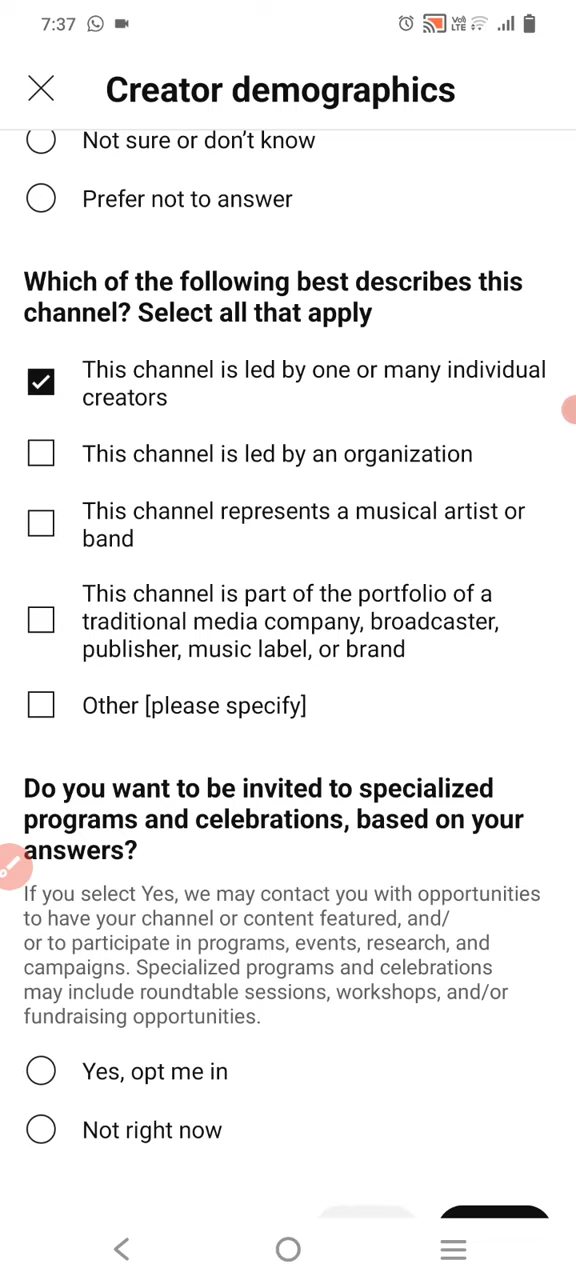 7:37
Vo)) LTE
Creator demographics
Not sure or don't know
Prefer not to answer
Which of the following best describes this
channel? Select all that apply
This channel is led by one or many individual
creators
This channel is led by an organization
This channel represents a musical artist or
band
This channel is part of the portfolio of a
traditional media company, broadcaster,
publisher, music label, or brand
Other [please specify]
Do you want to be invited to specialized
programs and celebrations, based on your
answers?
If you select Yes, we may contact you with opportunities
to have your channel or content featured, and/
or to participate in programs, events, research, and
campaigns. Specialized programs and celebrations
may include roundtable sessions, workshops, and/or
fundraising opportunities.
Yes, opt me in
Not right now